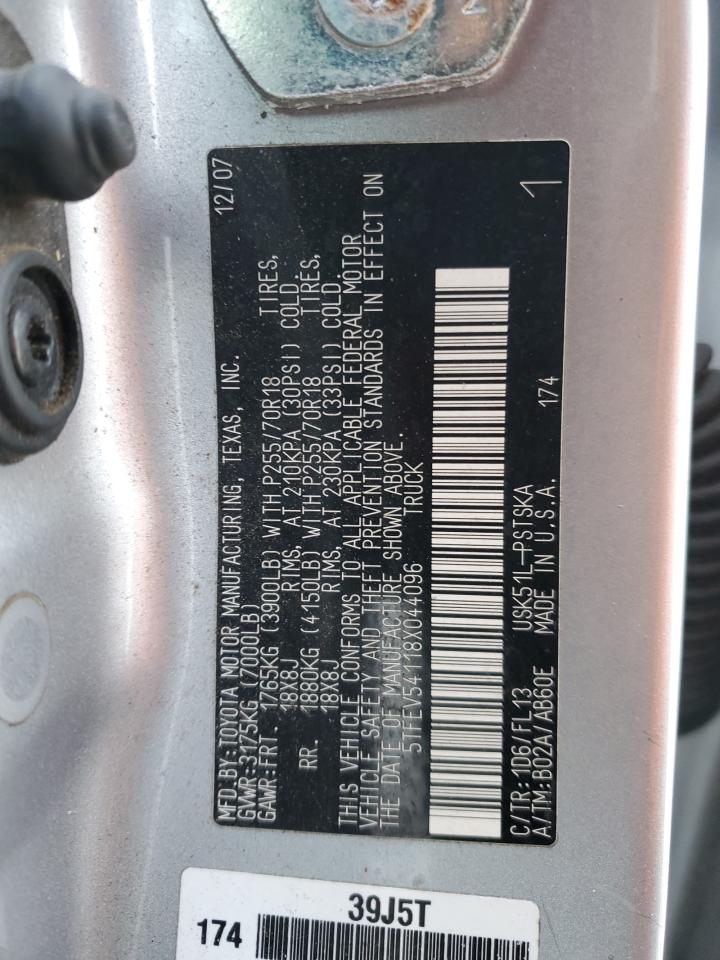 MFD.BY:TOYOTA MOTOR MANUFACTURING, TEXAS, INC. 12/07
GVWR-3175KG(7000LB)
GAWR:FRT. 1765KG (3900LB) WITH P255/70R18 TIRES,
18X8J RIMS, AT 210KPA (30PSI) COLD.
RR. 1880KG (4150LB) WITH P255/70R18 TIRES,
18X8J RIMS, AT 230KPA (33PSI) COLD.
THIS VEHICLE CONFORMS TO ALL APPLICABLE FEDERAL MOTOR
VEHICLE SAFETY AND THEFT PREVENTION STANDARDS IN EFFECT ON
THE DATE OF MANUFACTURE SHOWN ABOVE.
5TFEV54118X044096 TRUCK
C/TR:1D6/FL13 USK51L-PSTSKA 174 1
A/TM:B02A/AB60E MADE IN U.S.A.
39J5T
174